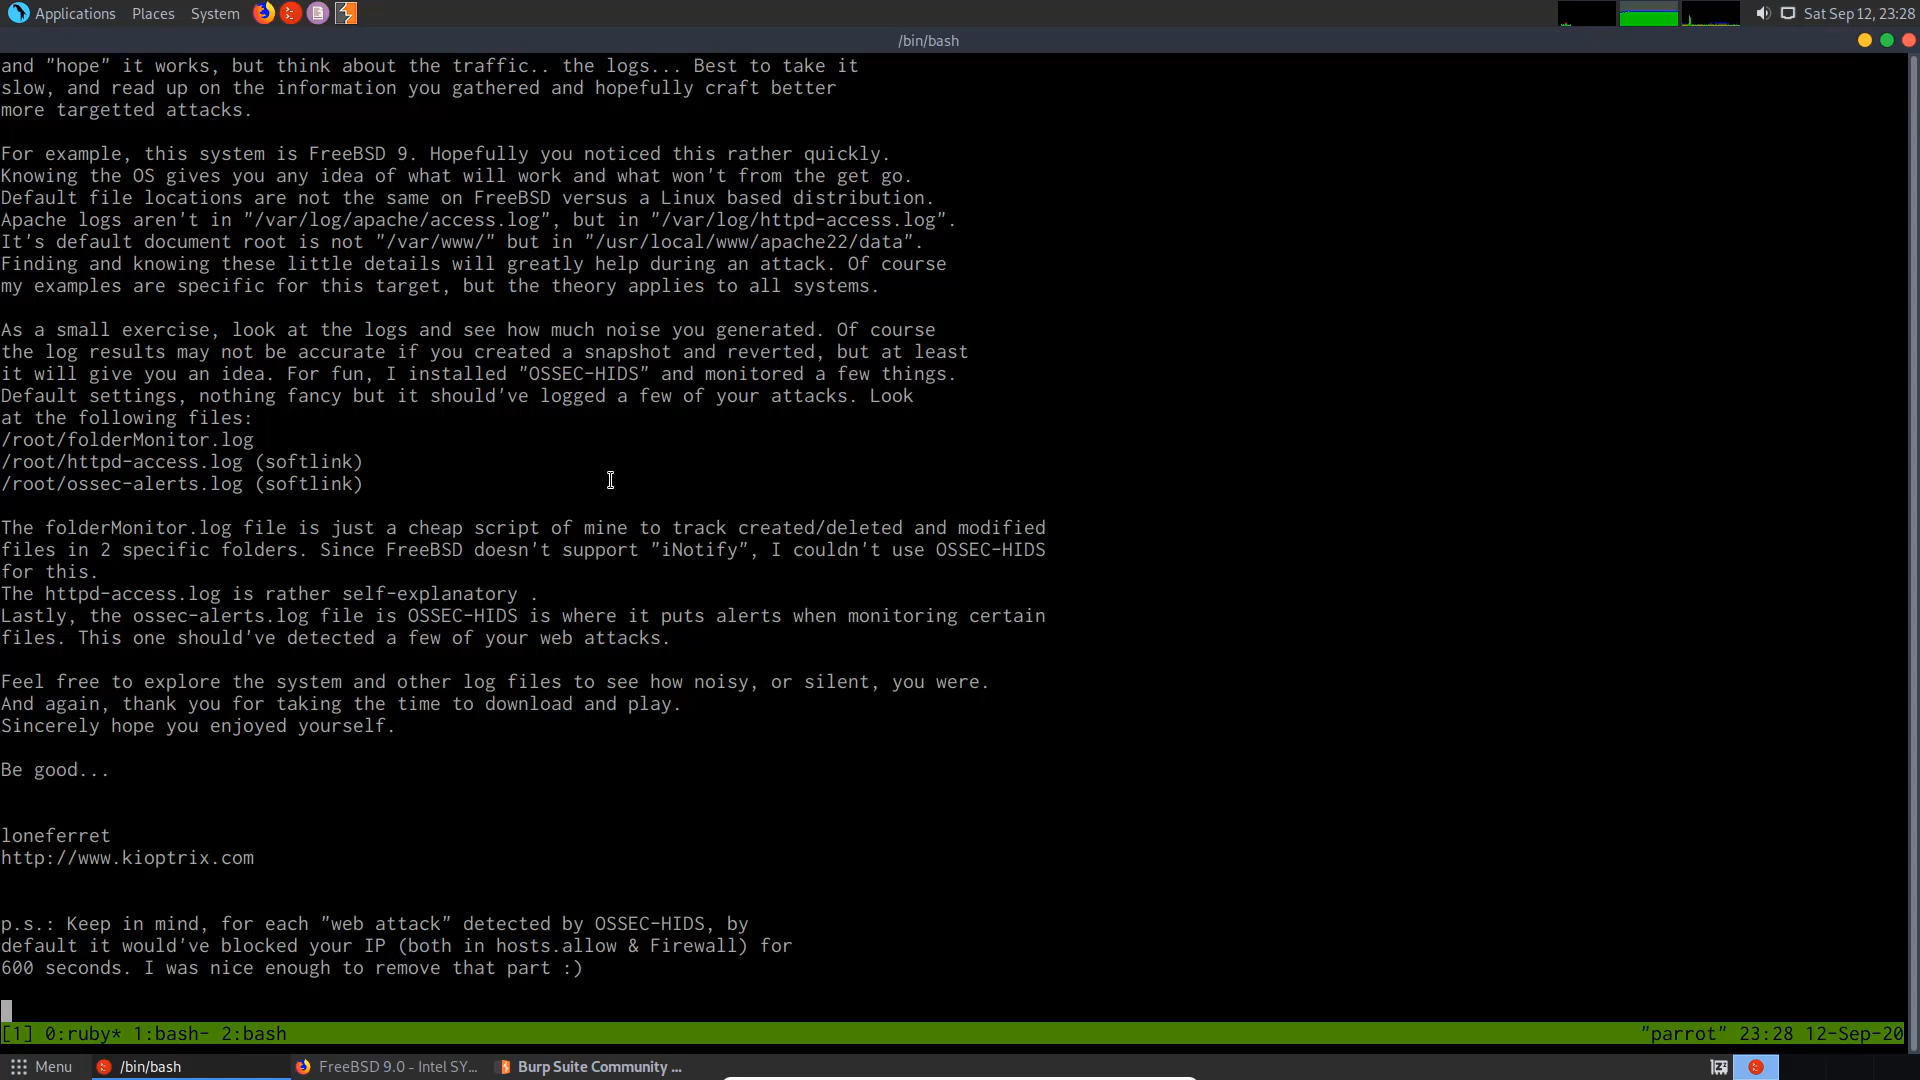 Applications Places System Sat Sep 12, 23:28
/bin/bash
and "hope" it works, but think about the traffic.. the logs... Best to take it
slow, and read up on the information you gathered and hopefully craft better
more targetted attacks.
For example, this system is FreeBSD 9. Hopefully you noticed this rather quickly.
Knowing the OS gives you any idea of what will work and what won't from the get go.
Default file locations are not the same on FreeBSD versus a Linux based distribution.
Apache logs aren't in "/var/log/apache/access.log", but in "/var/log/httpd-access.log".
It's default document root is not "/var/www/" but in "/usr/local/www/apache22/data".
Finding and knowing these little details will greatly help during an attack. Of course
my examples are specific for this target, but the theory applies to all systems.
As a small exercise, look at the logs and see how much noise you generated. Of course
the log results may not be accurate if you created a snapshot and reverted, but at least
it will give you an idea. For fun, I installed "OSSEC-HIDS" and monitored a few things.
Default settings, nothing fancy but it should've logged a few of your attacks. Look
at the following files:
/root/folderMonitor.log
/root/httpd-access.log (softlink)
/root/ossec-alerts.log (softlink)
The folderMonitor.log file is just a cheap script of mine to track created/deleted and modified
files in 2 specific folders. Since FreeBSD doesn't support "iNotify", I couldn't use OSSEC-HIDS
for this.
The httpd-access.log is rather self-explanatory .
Lastly, the ossec-alerts.log file is OSSEC-HIDS is where it puts alerts when monitoring certain
files. This one should've detected a few of your web attacks.
Feel free to explore the system and other log files to see how noisy, or silent, you were.
And again, thank you for taking the time to download and play.
Sincerely hope you enjoyed yourself.
Be good...
loneferret
http://www.kioptrix.com
p.s.: Keep in mind, for each "web attack" detected by OSSEC-HIDS, by
default it would've blocked your IP (both in hosts.allow & Firewall) for
600 seconds. I was nice enough to remove that part :)
[1] 0:ruby* 1:bash- 2:bash "parrot" 23:28 12-Sep-20
Menu /bin/bash FreeBSD 9.0 - Intel SY... Burp Suite Community ...